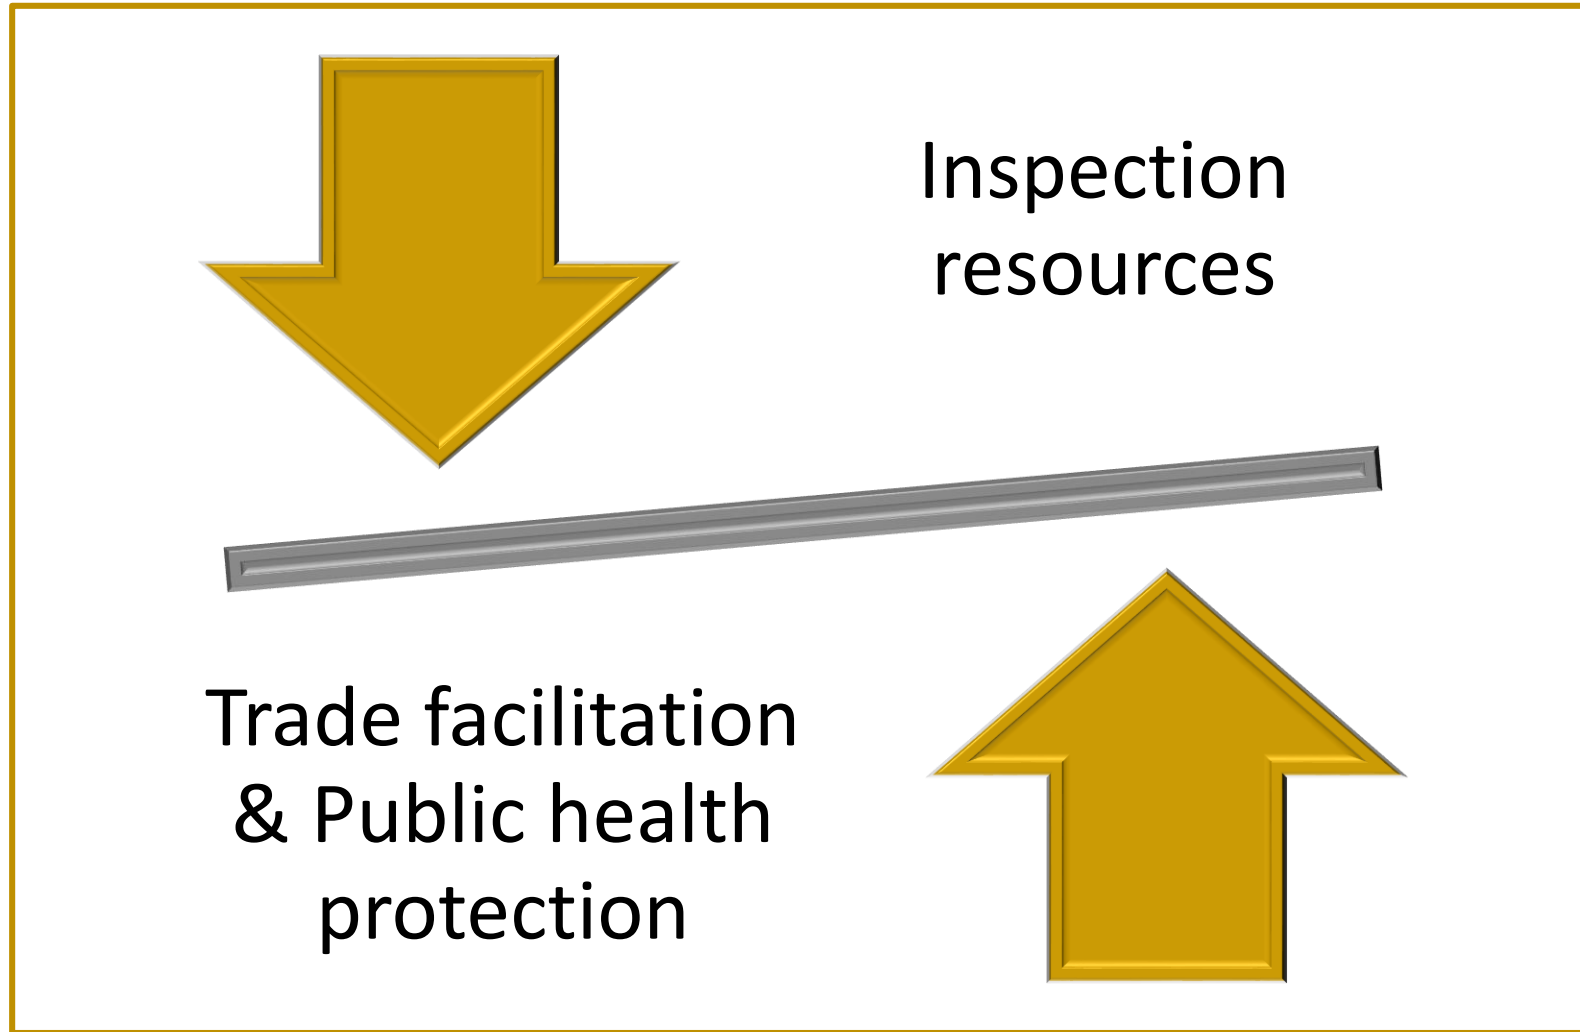 Inspection
resources
Trade facilitation
& Public health
protection